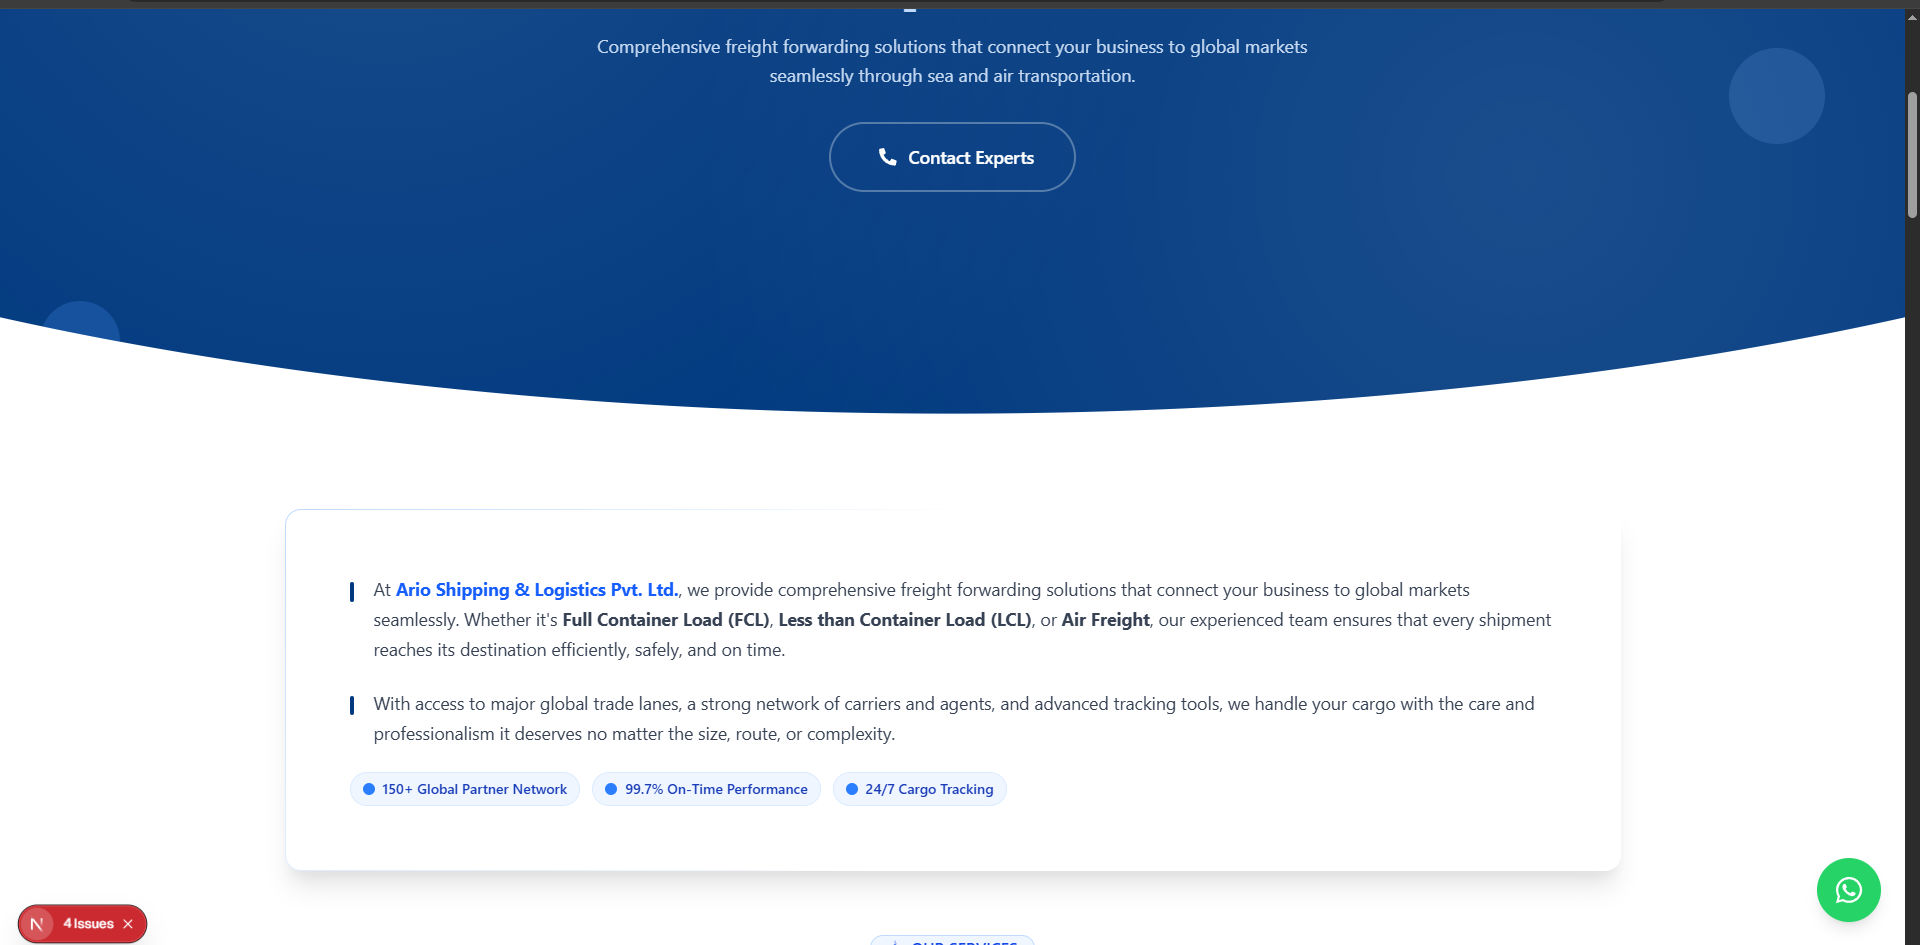 Comprehensive freight forwarding solutions that connect your business to global markets
seamlessly through sea and air transportation.
Contact Experts
At Ario Shipping & Logistics Pvt. Ltd., we provide comprehensive freight forwarding solutions that connect your business to global markets
seamlessly. Whether it's Full Container Load (FCL), Less than Container Load (LCL), or Air Freight, our experienced team ensures that every shipment
reaches its destination efficiently, safely, and on time.
With access to major global trade lanes, a strong network of carriers and agents, and advanced tracking tools, we handle your cargo with the care and
professionalism it deserves no matter the size, route, or complexity.
150+ Global Partner Network
99.7% On-Time Performance
24/7 Cargo Tracking
N 4 Issues
OUR SERVICES